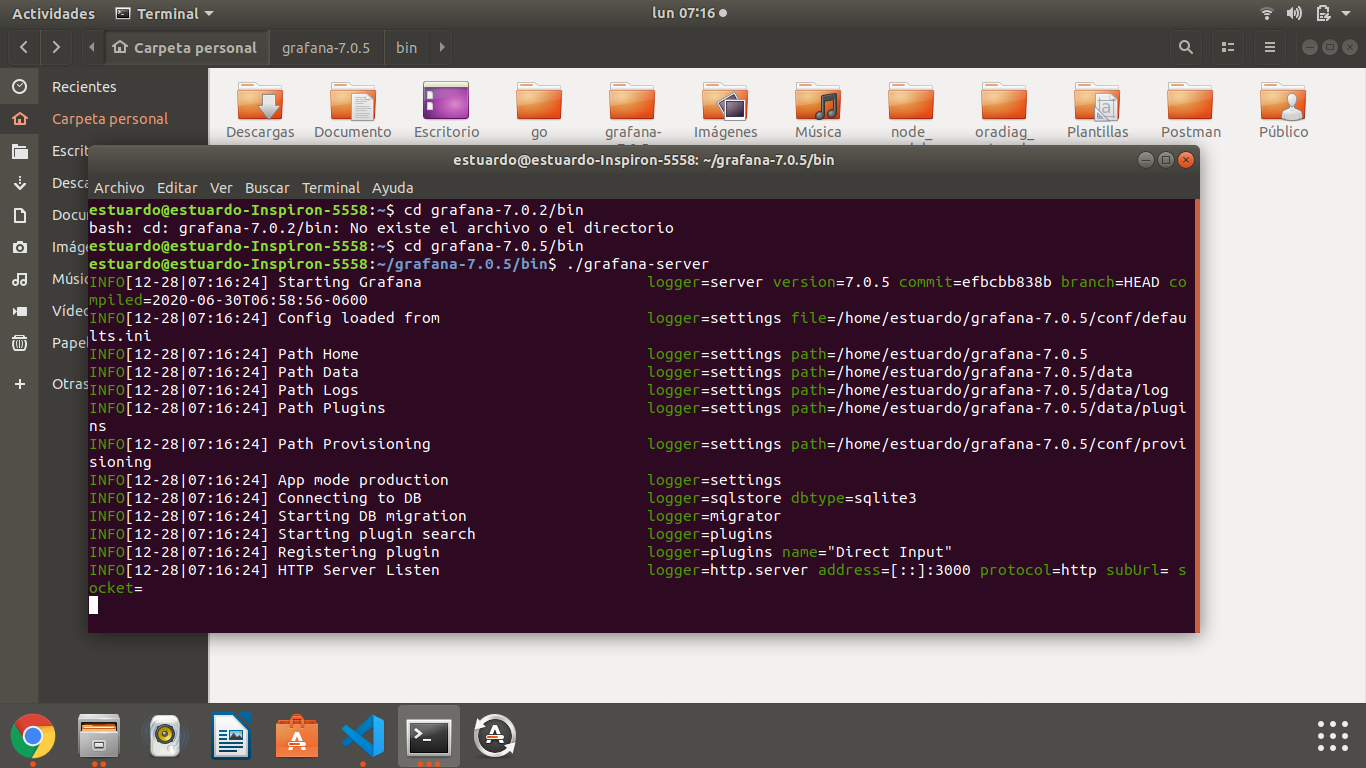 Actividades Terminal lun 07:16
Carpeta personal grafana-7.0.5 bin
Recientes
Carpeta personal
Escrit
Desca
Docu
Imáge
Músic
Vídeo
Papel
Otras
Descargas Documento Escritorio go grafana- Imágenes Música node_ oradiag_ Plantillas Postman Público
estuardo@estuardo-Inspiron-5558: ~/grafana-7.0.5/bin
Archivo Editar Ver Buscar Terminal Ayuda
estuardo@estuardo-Inspiron-5558:~$ cd grafana-7.0.2/bin
bash: cd: grafana-7.0.2/bin: No existe el archivo o el directorio
estuardo@estuardo-Inspiron-5558:~$ cd grafana-7.0.5/bin
estuardo@estuardo-Inspiron-5558:~/grafana-7.0.5/bin$ ./grafana-server
INFO[12-28|07:16:24] Starting Grafana logger=server version=7.0.5 commit=efbcbb838b branch=HEAD co
mpiled=2020-06-30T06:58:56-0600
INFO[12-28|07:16:24] Config loaded from logger=settings file=/home/estuardo/grafana-7.0.5/conf/defau
lts.ini
INFO[12-28|07:16:24] Path Home logger=settings path=/home/estuardo/grafana-7.0.5
INFO[12-28|07:16:24] Path Data logger=settings path=/home/estuardo/grafana-7.0.5/data
INFO[12-28|07:16:24] Path Logs logger=settings path=/home/estuardo/grafana-7.0.5/data/log
INFO[12-28|07:16:24] Path Plugins logger=settings path=/home/estuardo/grafana-7.0.5/data/plugi
ns
INFO[12-28|07:16:24] Path Provisioning logger=settings path=/home/estuardo/grafana-7.0.5/conf/provi
sioning
INFO[12-28|07:16:24] App mode production logger=settings
INFO[12-28|07:16:24] Connecting to DB logger=sqlstore dbtype=sqlite3
INFO[12-28|07:16:24] Starting DB migration logger=migrator
INFO[12-28|07:16:24] Starting plugin search logger=plugins
INFO[12-28|07:16:24] Registering plugin logger=plugins name="Direct Input"
INFO[12-28|07:16:24] HTTP Server Listen logger=http.server address=[::]:3000 protocol=http subUrl= s
ocket=